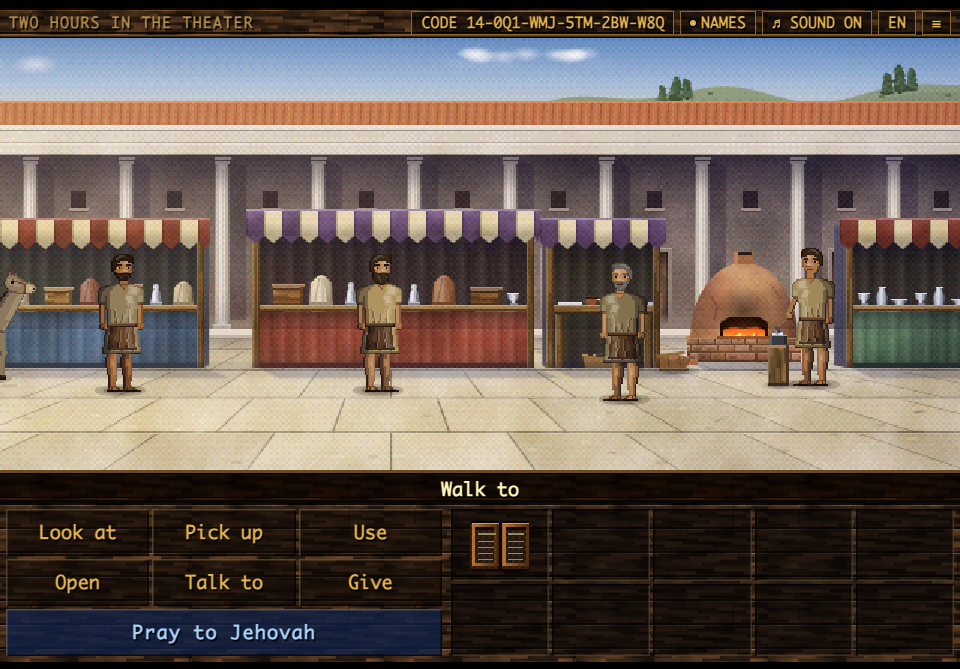 TWO HOURS IN THE THEATER
CODE 14-0Q1-WMJ-5TM-2BW-W8Q
● NAMES
♬ SOUND ON
EN
≡
Walk to
Look at
Pick up
Use
Open
Talk to
Give
Pray to Jehovah